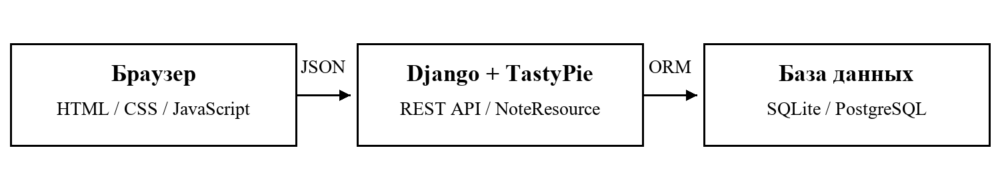 Браузер
HTML / CSS / JavaScript
JSON
Django + TastyPie
REST API / NoteResource
ORM
База данных
SQLite / PostgreSQL